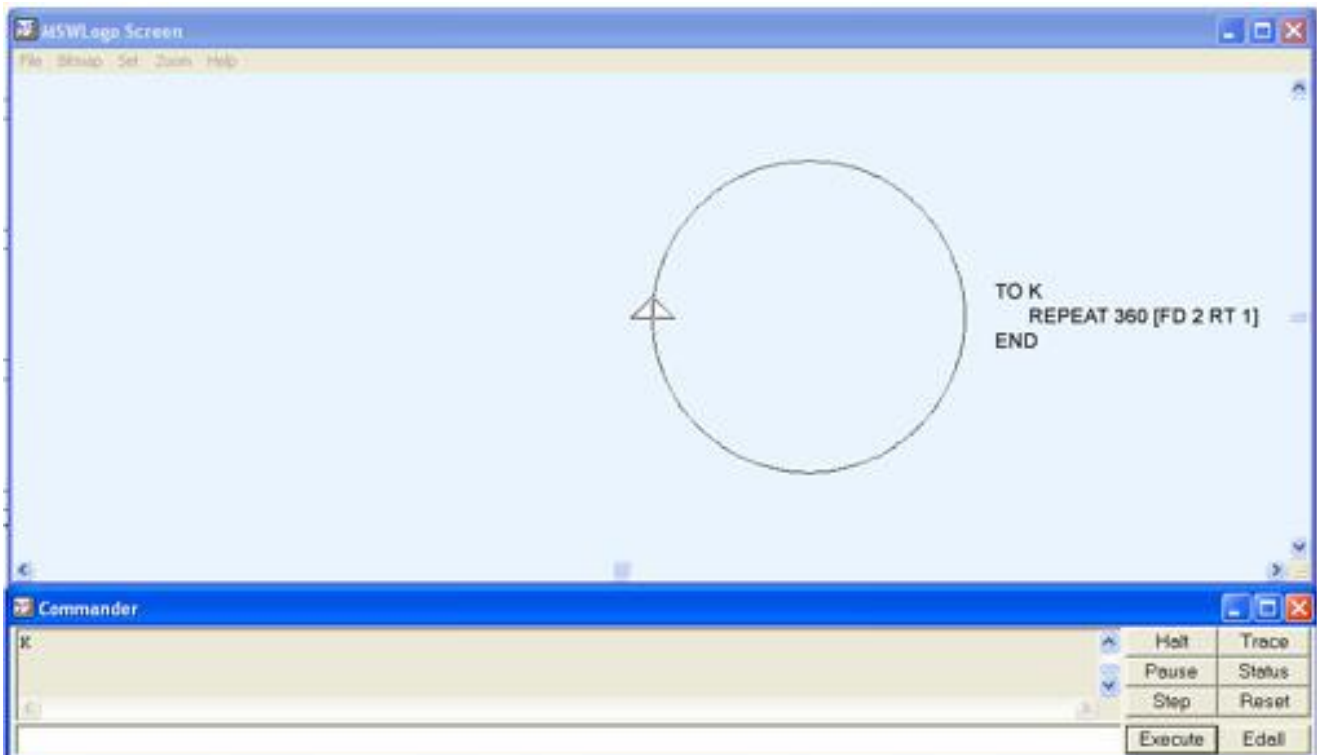 MSWLogo Screen
File Bitmap Set Zoom Help
TO K
REPEAT 360 [FD 2 RT 1]
END
Commander
K
Halt Trace
Pause Status
Step Reset
Execute Edall